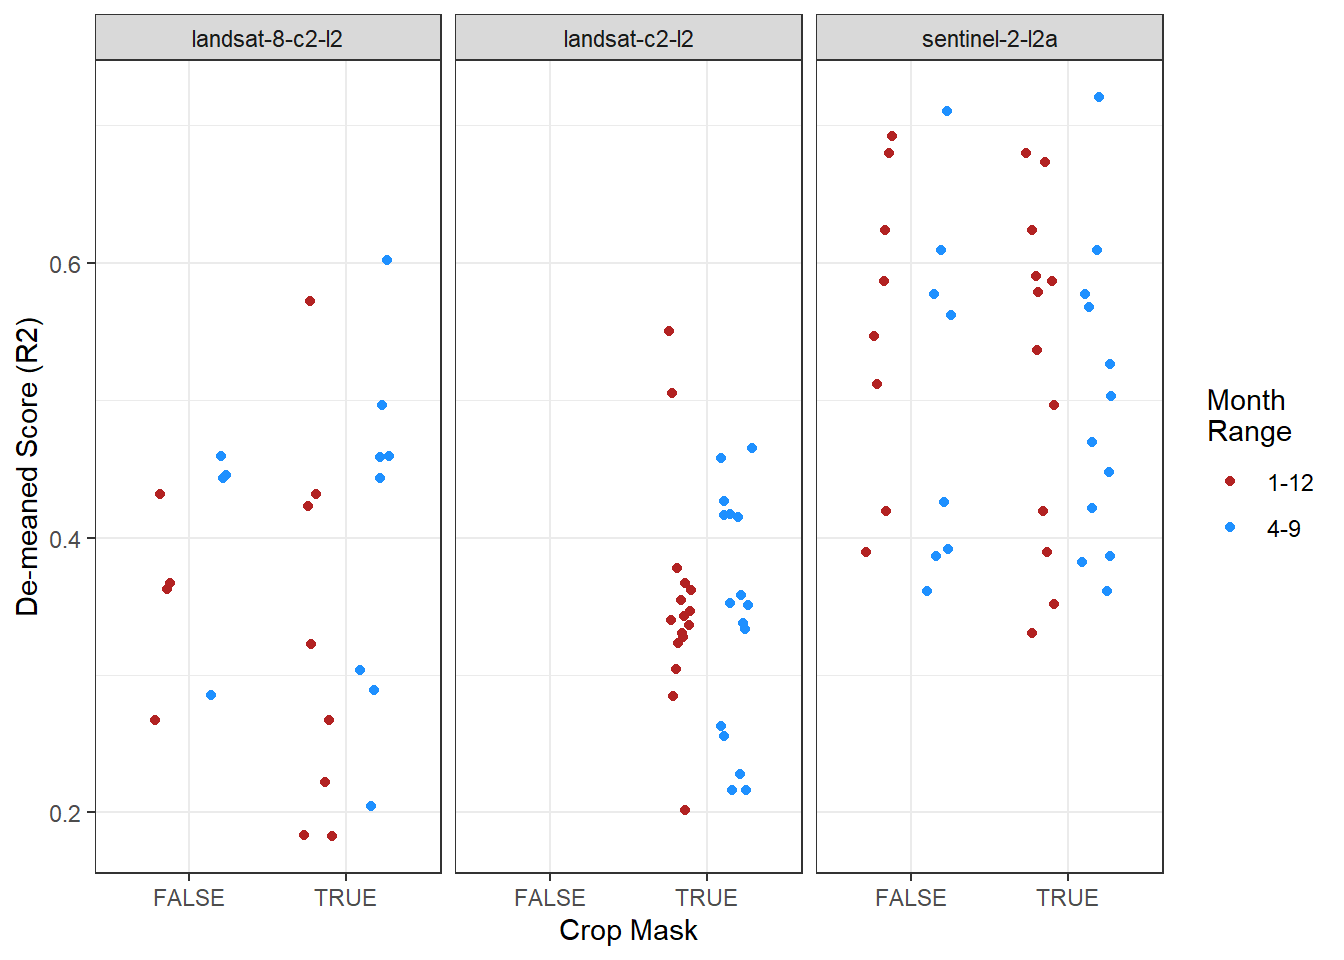 landsat-8-c2-l2
landsat-c2-l2
sentinel-2-l2a
De-meaned Score (R2)
0.6
0.4
0.2
FALSE
TRUE
FALSE
TRUE
FALSE
TRUE
Crop Mask
Month
Range
1-12
4-9